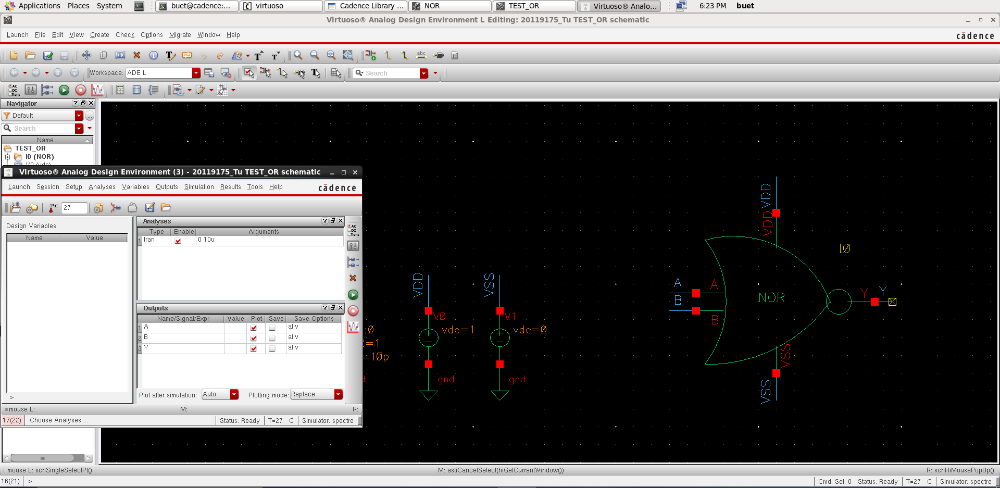 Applications Places System buet@cadence:... virtuoso Cadence Library ... NOR TEST_OR Virtuoso® Analo... 6:23 PM buet
Virtuoso® Analog Design Environment L Editing: 20119175_Tu TEST_OR schematic
Launch File Edit View Create Check Options Migrate Window Help cādence
abc
Workspace: ADE L Search
AC
DC
Trans
Navigator
Default
Search
Name
TEST_OR
I0 (NOR)
V0 (vdc)
Virtuoso® Analog Design Environment (3) - 20119175_Tu TEST_OR schematic
Launch Session Setup Analyses Variables Outputs Simulation Results Tools Help cādence
°C 27
Design Variables
Name Value
Analyses
Type Enable Arguments
1 tran 0 10u
AC
DC
Trans
Outputs
Name/Signal/Expr Value Plot Save Save Options
1 A allv
2 B allv
3 Y allv
Plot after simulation: Auto Plotting mode: Replace
>
mouse L: M: R:
17(22) Choose Analyses ... Status: Ready T=27 C Simulator: spectre
:0
=1
=10p
VDD
V0
vdc=1
gnd
VSS
V1
vdc=0
gnd
VDD
VDD
I0
A A
B B
NOR
Y Y
VSS
VSS
mouse L: schSingleSelectPt() M: astiCancelSelect(hiGetCurrentWindow()) R: schHiMousePopUp()
16(21) > Cmd: Sel: 0 Status: Ready T=27 C Simulator: spectre